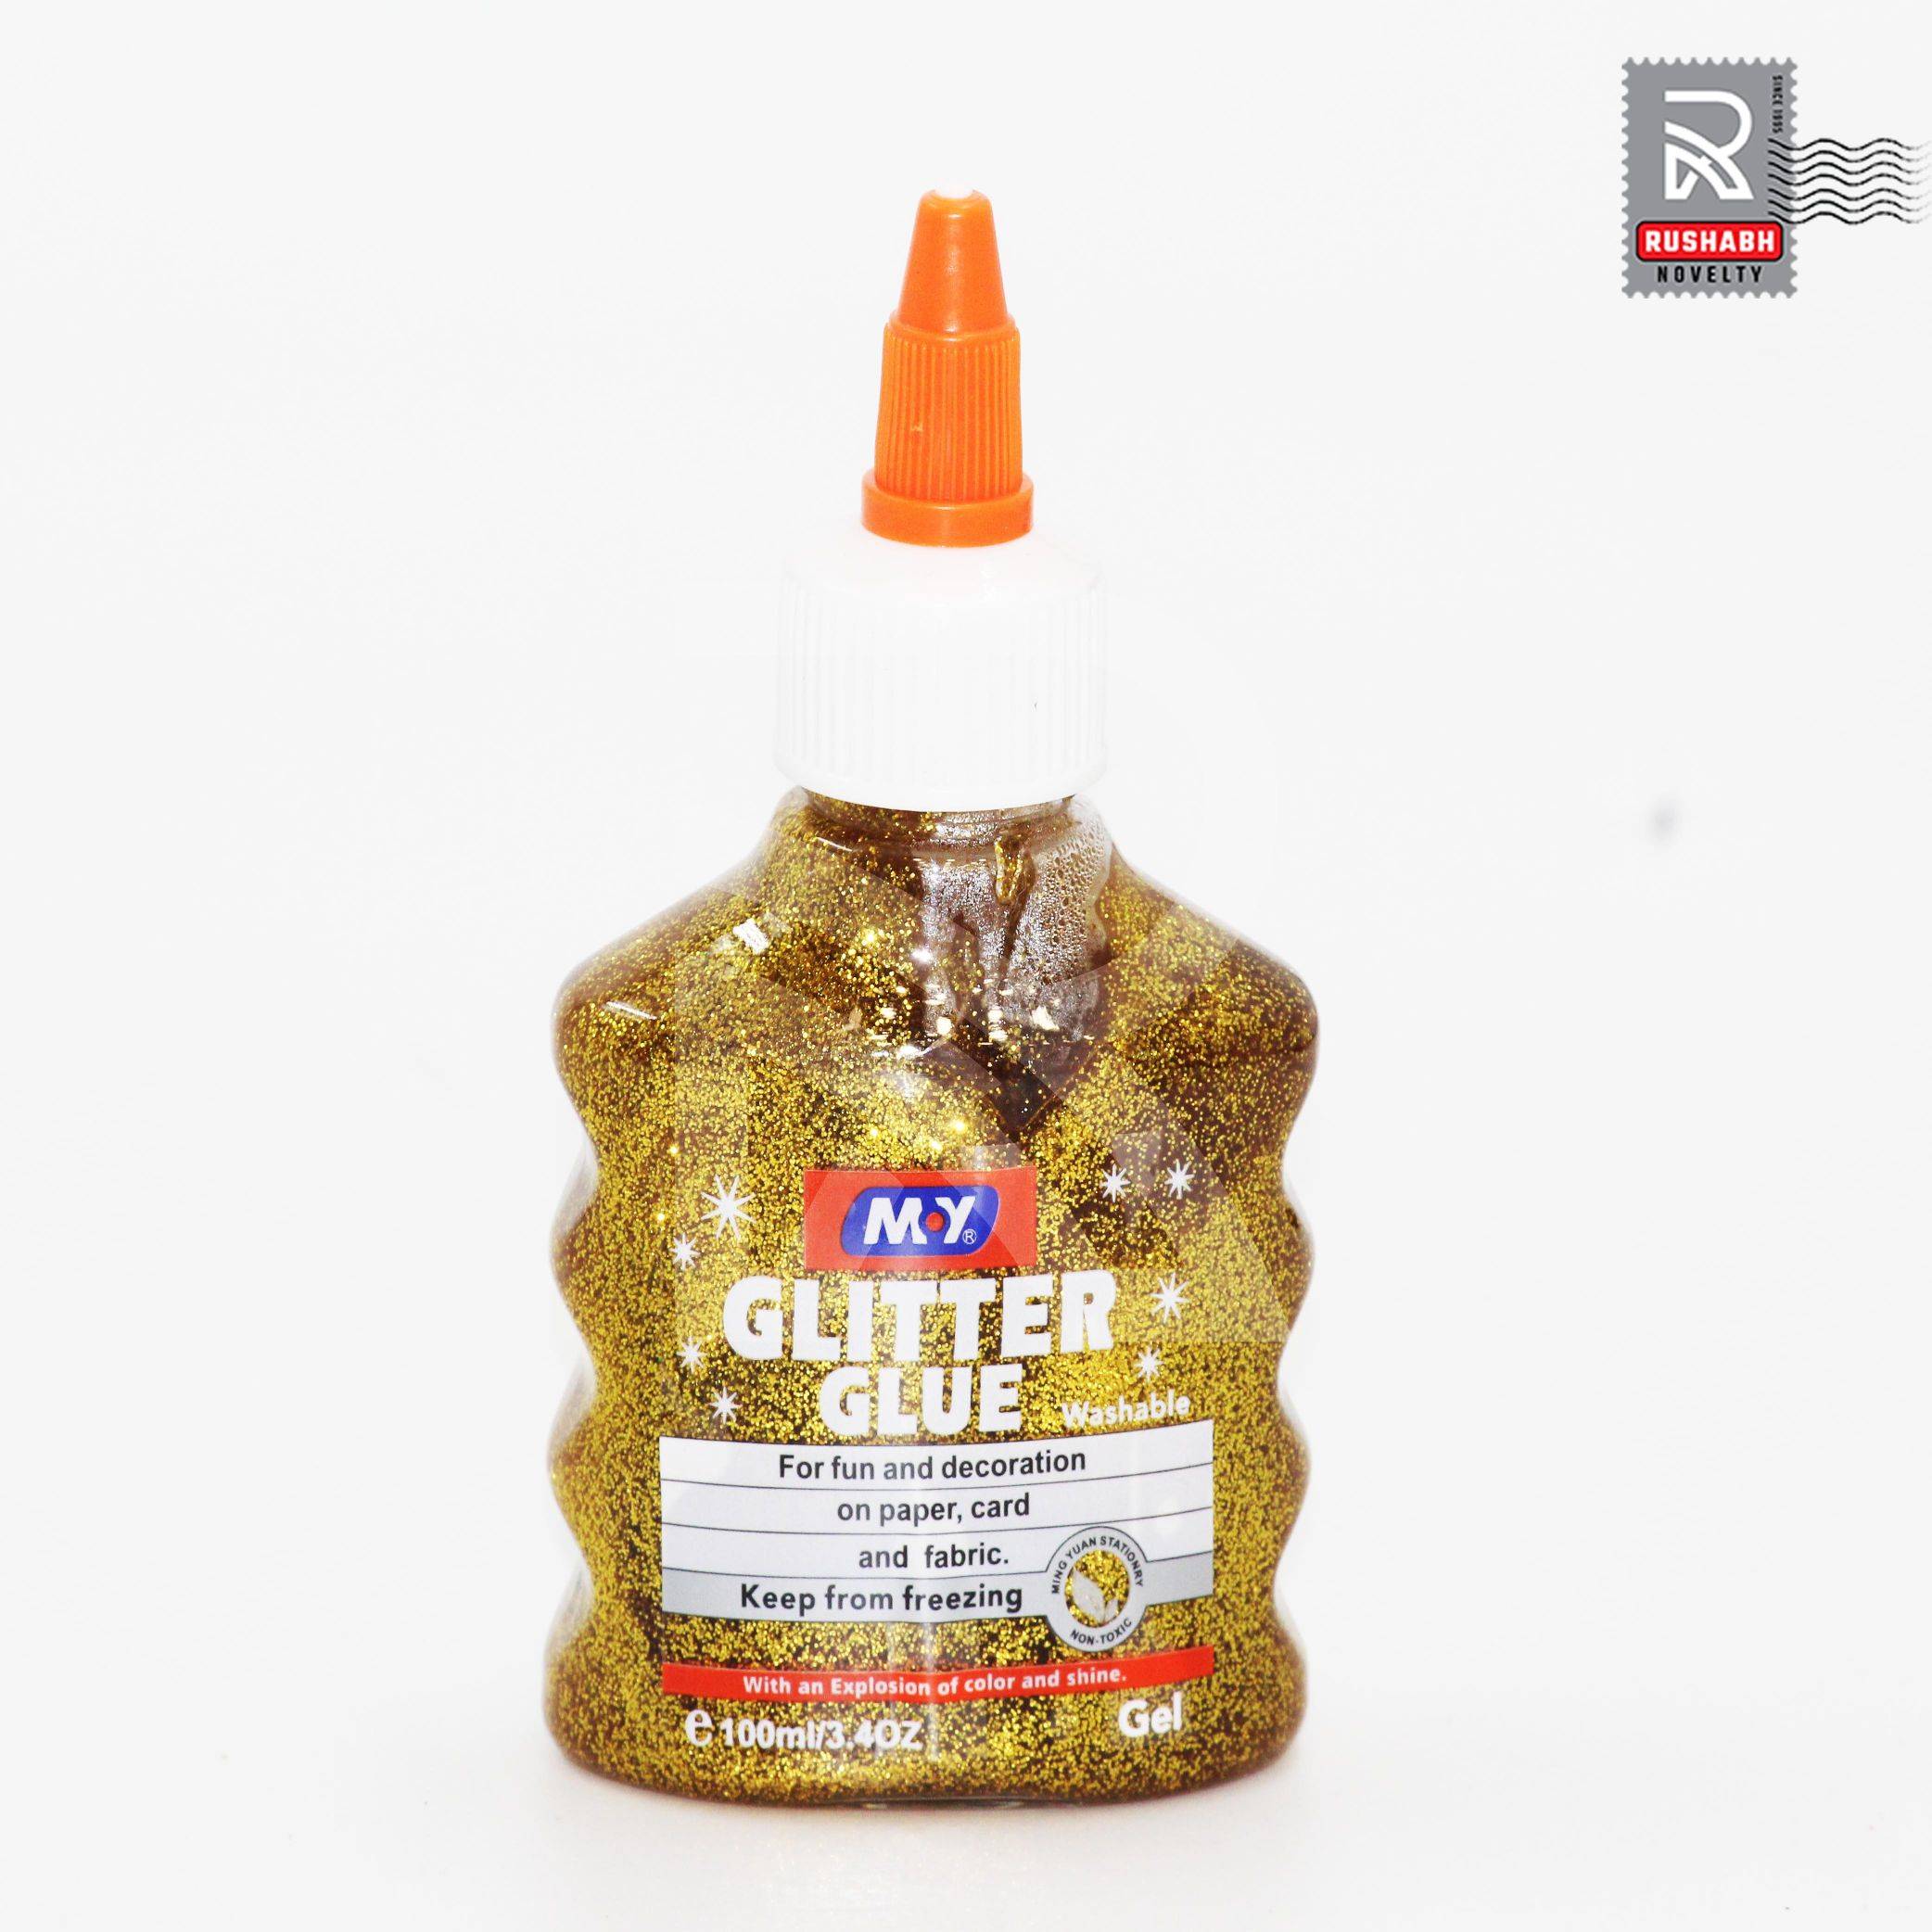 SINCE 1995
R
RUSHABH
NOVELTY
M•Y®
GLITTER
GLUE
Washable
For fun and decoration
on paper, card
and fabric.
Keep from freezing
MING YUAN STATIONRY
NON-TOXIC
With an Explosion of color and shine.
℮100ml/3.4OZ
Gel